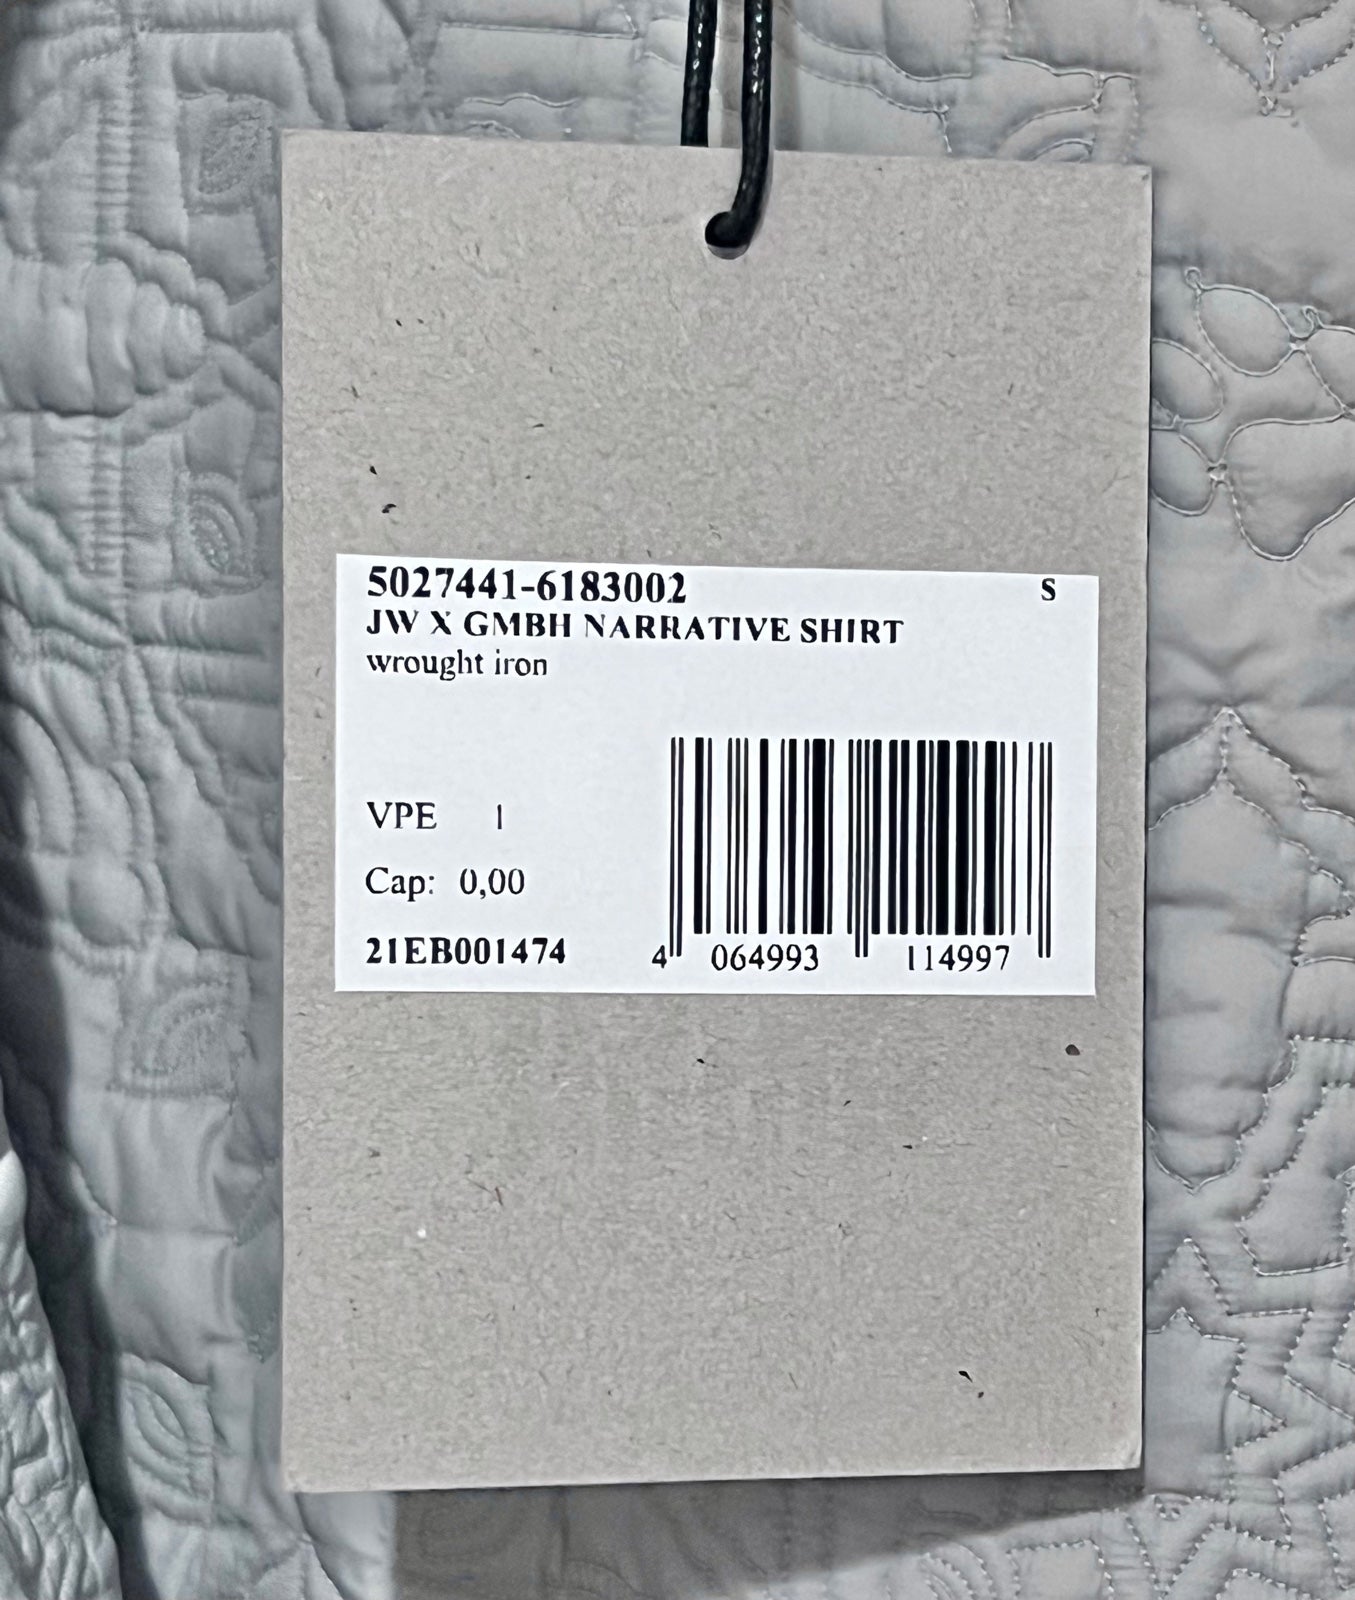 5027441-6183002 S
JW X GMBH NARRATIVE SHIRT
wrought iron
VPE 1
Cap: 0,00
21EB001474
4 064993 114997